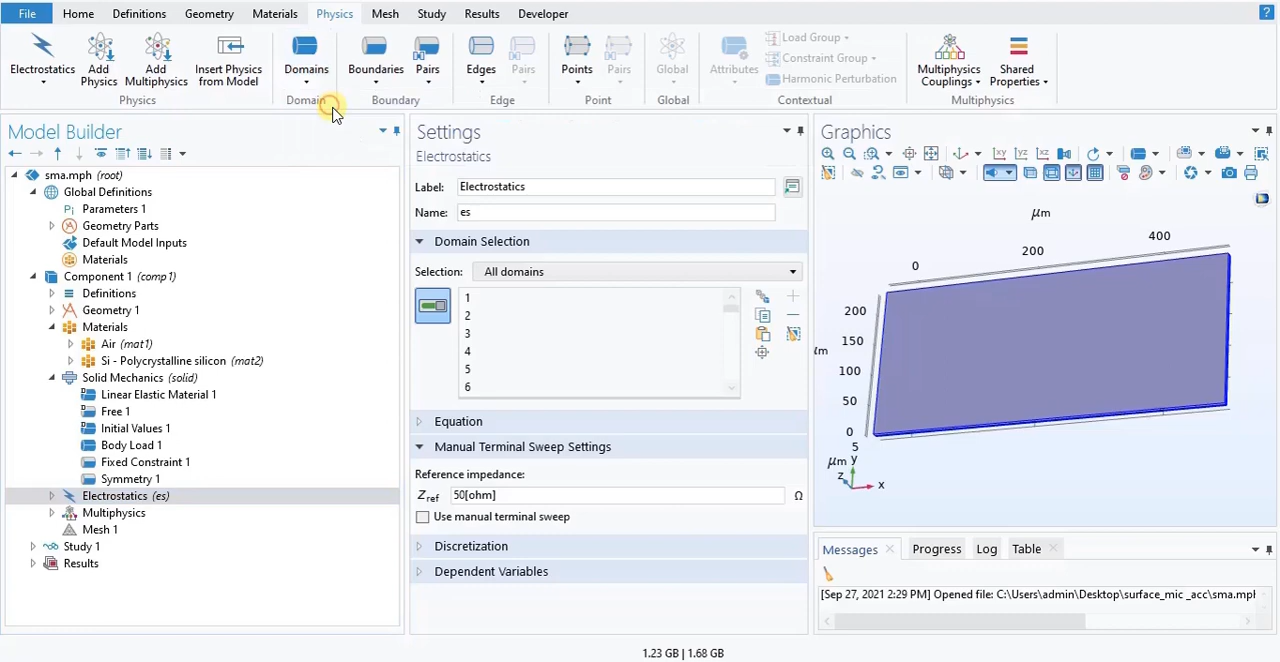 File Home Definitions Geometry Materials Physics Mesh Study Results Developer ?
Electrostatics
Add Physics
Add Multiphysics
Insert Physics from Model
Domains
Boundaries
Pairs
Edges
Pairs
Points
Pairs
Global
Attributes
Load Group
Constraint Group
Harmonic Perturbation
Multiphysics Couplings
Shared Properties
Physics
Domain
Boundary
Edge
Point
Global
Contextual
Multiphysics
Model Builder
sma.mph (root)
Global Definitions
Pi Parameters 1
Geometry Parts
Default Model Inputs
Materials
Component 1 (comp1)
Definitions
Geometry 1
Materials
Air (mat1)
Si - Polycrystalline silicon (mat2)
Solid Mechanics (solid)
Linear Elastic Material 1
Free 1
Initial Values 1
Body Load 1
Fixed Constraint 1
Symmetry 1
Electrostatics (es)
Multiphysics
Mesh 1
Study 1
Results
Settings
Electrostatics
Label: Electrostatics
Name: es
Domain Selection
Selection: All domains
1
2
3
4
5
6
Equation
Manual Terminal Sweep Settings
Reference impedance:
Zref 50[ohm] Ω
Use manual terminal sweep
Discretization
Dependent Variables
Graphics
xy yz xz
μm
400
200
0
200
150
μm
100
50
0
5
μm
y
z
x
Messages Progress Log Table
[Sep 27, 2021 2:29 PM] Opened file: C:\Users\admin\Desktop\surface_mic _acc\sma.mph
1.23 GB | 1.68 GB